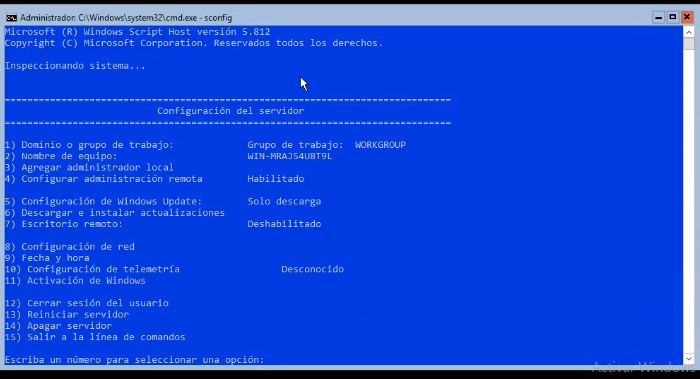 Administrador: C:\Windows\system32\cmd.exe - sconfig
Microsoft (R) Windows Script Host versión 5.812
Copyright (C) Microsoft Corporation. Reservados todos los derechos.
Inspeccionando sistema...
===============================================================================
Configuración del servidor
===============================================================================
1) Dominio o grupo de trabajo: Grupo de trabajo: WORKGROUP
2) Nombre de equipo: WIN-MRAJ54U8T9L
3) Agregar administrador local
4) Configurar administración remota Habilitado
5) Configuración de Windows Update: Solo descarga
6) Descargar e instalar actualizaciones
7) Escritorio remoto: Deshabilitado
8) Configuración de red
9) Fecha y hora
10) Configuración de telemetría Desconocido
11) Activación de Windows
12) Cerrar sesión del usuario
13) Reiniciar servidor
14) Apagar servidor
15) Salir a la línea de comandos
Escriba un número para seleccionar una opción:
Activar Windows